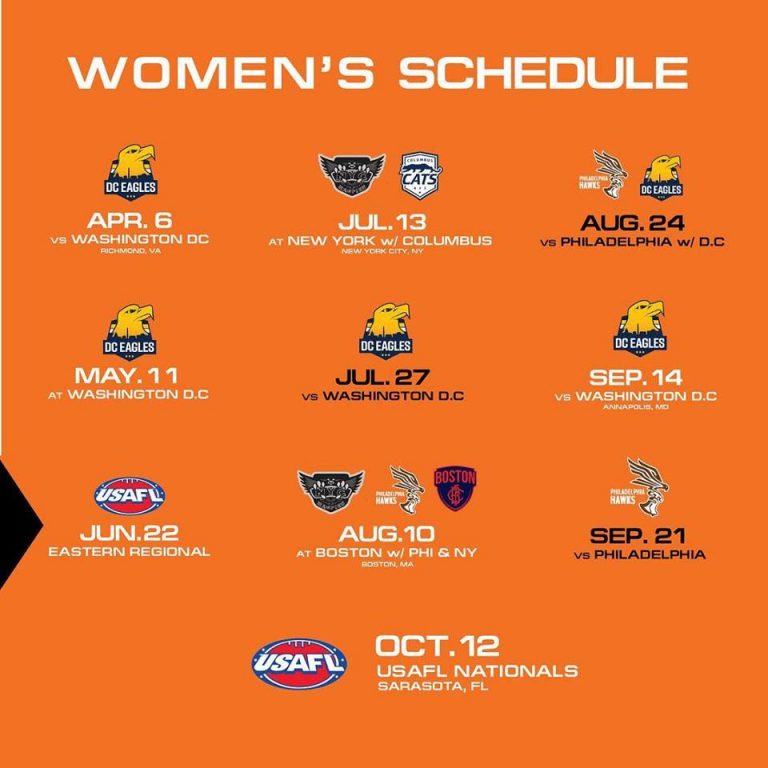 WOMEN'S SCHEDULE
DC EAGLES
APR. 6
VS WASHINGTON DC
RICHMOND, VA
COLUMBUS
CATS
JUL. 13
AT NEW YORK W/ COLUMBUS
NEW YORK CITY, NY
PHILADELPHIA
HAWKS
DC EAGLES
AUG. 24
VS PHILADELPHIA W/ D.C
DC EAGLES
MAY. 11
AT WASHINGTON D.C
DC EAGLES
JUL. 27
VS WASHINGTON D.C
DC EAGLES
SEP. 14
VS WASHINGTON D.C
ANNAPOLIS, MD
USAFL
JUN. 22
EASTERN REGIONAL
PHILADELPHIA
HAWKS
BOSTON
AUG. 10
AT BOSTON W/ PHI & NY
BOSTON, MA
PHILADELPHIA
HAWKS
SEP. 21
VS PHILADELPHIA
USAFL
OCT. 12
USAFL NATIONALS
SARASOTA, FL